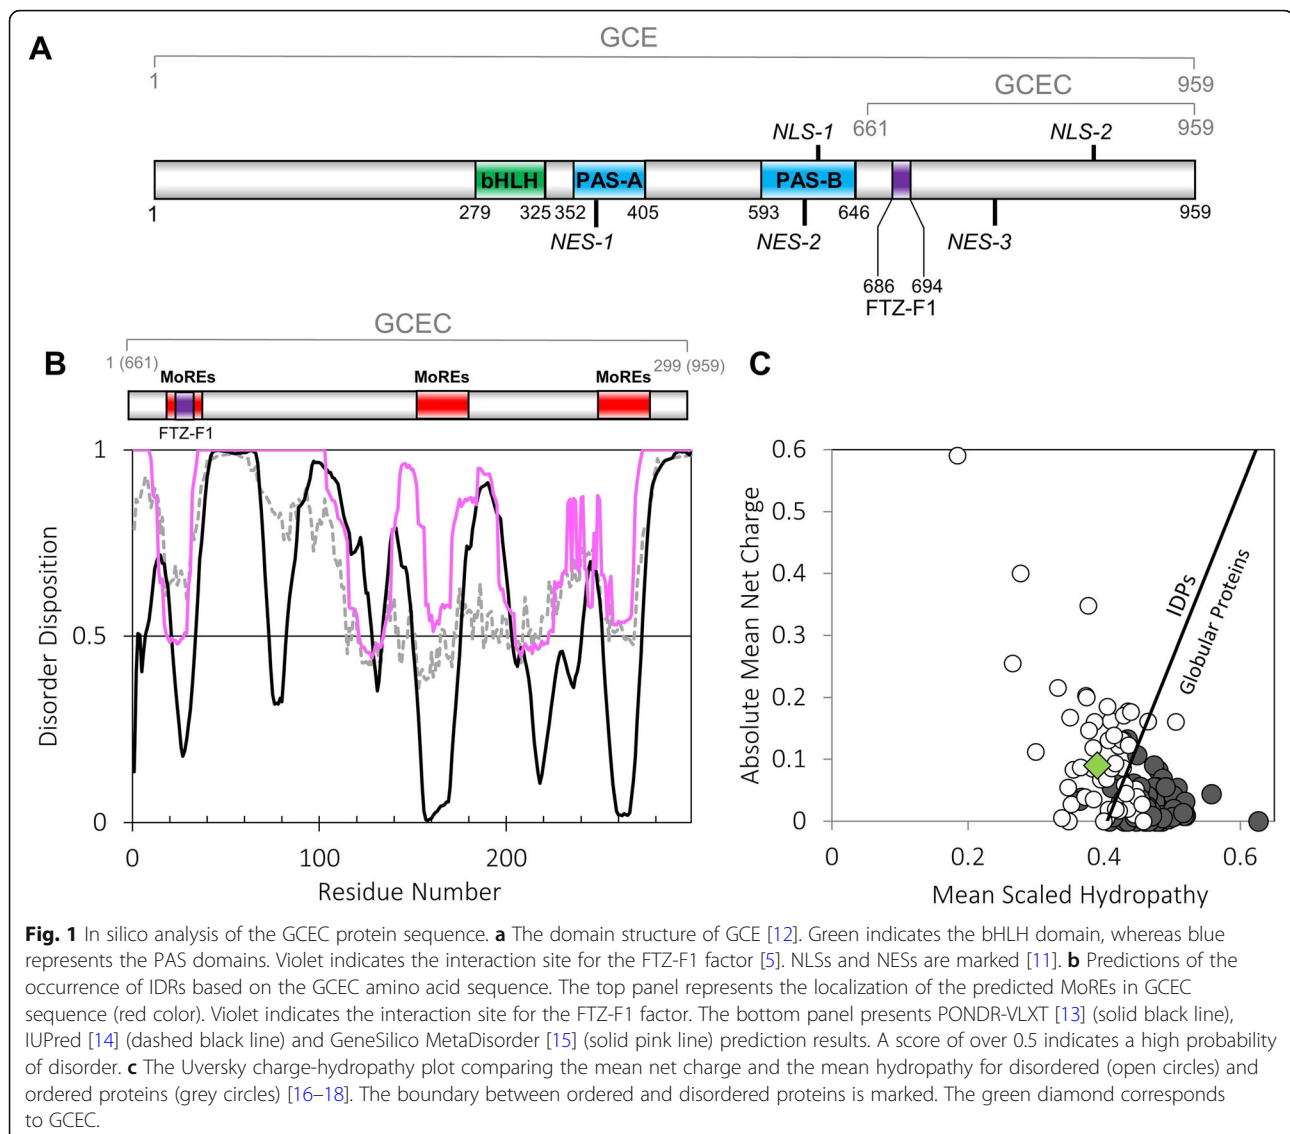 A
GCE
1
959
GCEC
661
959
NLS-1
NLS-2
bHLH
PAS-A
PAS-B
1
279
325
352
405
593
646
959
NES-1
NES-2
NES-3
686
694
FTZ-F1
B
GCEC
1 (661)
299 (959)
MoREs
MoREs
MoREs
FTZ-F1
1
0.5
0
Disorder Disposition
0
100
200
Residue Number
C
0.6
0.5
0.4
0.3
0.2
0.1
0
Absolute Mean Net Charge
IDPs
Globular Proteins
0
0.2
0.4
0.6
Mean Scaled Hydropathy
Fig. 1 In silico analysis of the GCEC protein sequence. a The domain structure of GCE [12]. Green indicates the bHLH domain, whereas blue
represents the PAS domains. Violet indicates the interaction site for the FTZ-F1 factor [5]. NLSs and NESs are marked [11]. b Predictions of the
occurrence of IDRs based on the GCEC amino acid sequence. The top panel represents the localization of the predicted MoREs in GCEC
sequence (red color). Violet indicates the interaction site for the FTZ-F1 factor. The bottom panel presents PONDR-VLXT [13] (solid black line),
IUPred [14] (dashed black line) and GeneSilico MetaDisorder [15] (solid pink line) prediction results. A score of over 0.5 indicates a high probability
of disorder. c The Uversky charge-hydropathy plot comparing the mean net charge and the mean hydropathy for disordered (open circles) and
ordered proteins (grey circles) [16–18]. The boundary between ordered and disordered proteins is marked. The green diamond corresponds
to GCEC.